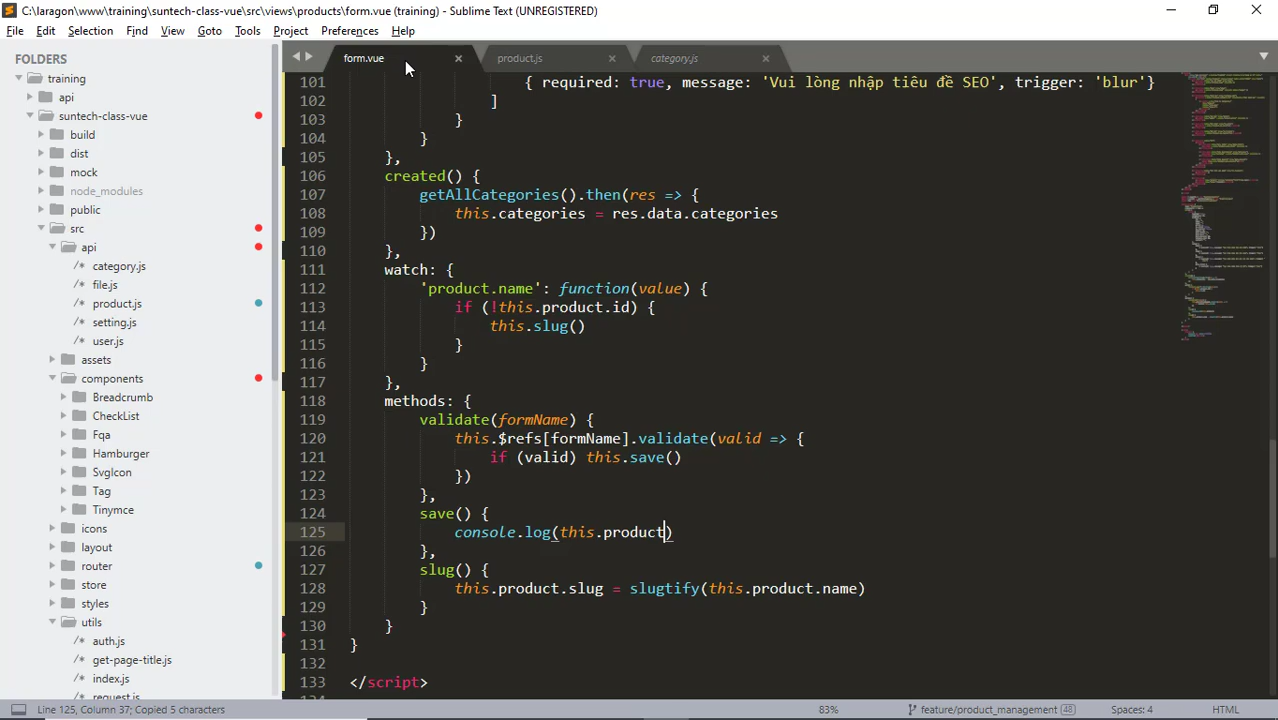 C:\laragon\www\training\suntech-class-vue\src\views\products\form.vue (training) - Sublime Text (UNREGISTERED)
File Edit Selection Find View Goto Tools Project Preferences Help
FOLDERS
training
api
suntech-class-vue
build
dist
mock
node_modules
public
src
api
/* category.js
/* file.js
/* product.js
/* setting.js
/* user.js
assets
components
Breadcrumb
CheckList
Fqa
Hamburger
SvgIcon
Tag
Tinymce
icons
layout
router
store
styles
utils
/* auth.js
/* get-page-title.js
/* index.js
/* request.js
form.vue product.js category.js
101 { required: true, message: 'Vui lòng nhập tiêu đề SEO', trigger: 'blur'}
102 ]
103 }
104 }
105 },
106 created() {
107 getAllCategories().then(res => {
108 this.categories = res.data.categories
109 })
110 },
111 watch: {
112 'product.name': function(value) {
113 if (!this.product.id) {
114 this.slug()
115 }
116 }
117 },
118 methods: {
119 validate(formName) {
120 this.$refs[formName].validate(valid => {
121 if (valid) this.save()
122 })
123 },
124 save() {
125 console.log(this.product)
126 },
127 slug() {
128 this.product.slug = slugtify(this.product.name)
129 }
130 }
131 }
132
133 </script>
Line 125, Column 37; Copied 5 characters 83% feature/product_management 48 Spaces: 4 HTML